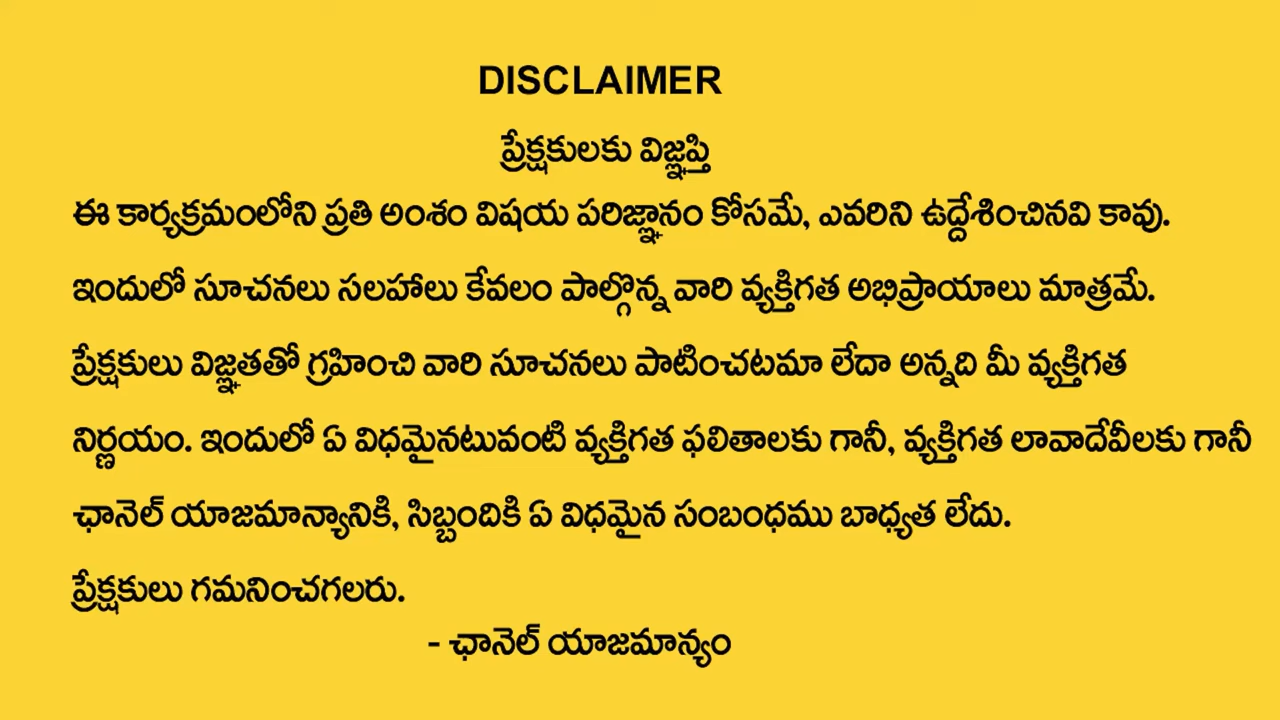 DISCLAIMER
ప్రేక్షకులకు విజ్ఞప్తి
ఈ కార్యక్రమంలోని ప్రతి అంశం విషయ పరిజ్ఞానం కోసమే, ఎవరిని ఉద్దేశించినవి కావు.
ఇందులో సూచనలు సలహాలు కేవలం పాల్గొన్న వారి వ్యక్తిగత అభిప్రాయాలు మాత్రమే.
ప్రేక్షకులు విజ్ఞతతో గ్రహించి వారి సూచనలు పాటించటమా లేదా అన్నది మీ వ్యక్తిగత
నిర్ణయం. ఇందులో ఏ విధమైనటువంటి వ్యక్తిగత ఫలితాలకు గానీ, వ్యక్తిగత లావాదేవీలకు గానీ
ఛానెల్ యాజమాన్యానికి, సిబ్బందికి ఏ విధమైన సంబంధము బాధ్యత లేదు.
ప్రేక్షకులు గమనించగలరు.
- ఛానెల్ యాజమాన్యం